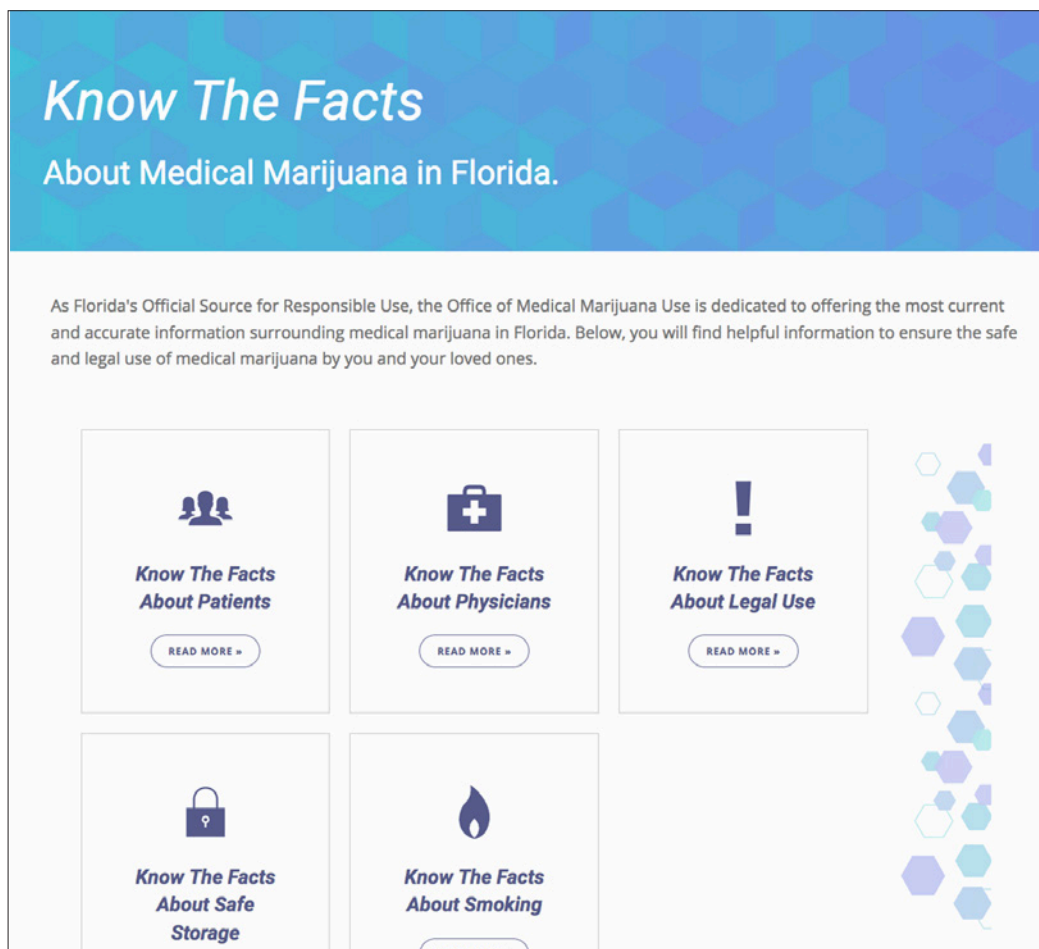 Know The Facts
About Medical Marijuana in Florida.
As Florida's Official Source for Responsible Use, the Office of Medical Marijuana Use is dedicated to offering the most current
and accurate information surrounding medical marijuana in Florida. Below, you will find helpful information to ensure the safe
and legal use of medical marijuana by you and your loved ones.
Know The Facts
About Patients
READ MORE »
Know The Facts
About Physicians
READ MORE »
Know The Facts
About Legal Use
READ MORE »
Know The Facts
About Safe
Storage
Know The Facts
About Smoking